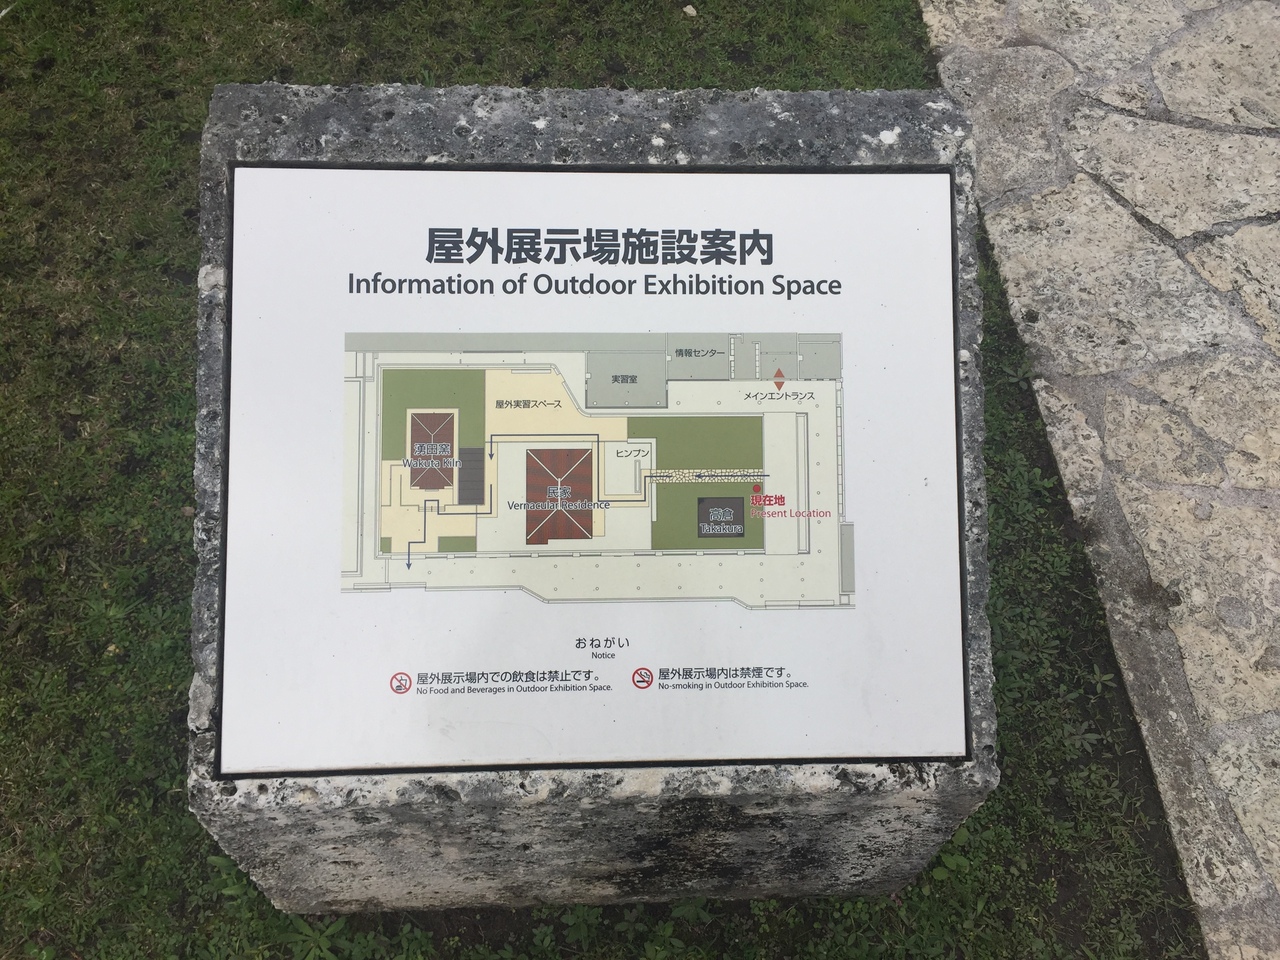 屋外展示場施設案内
Information of Outdoor Exhibition Space
情報センター
実習室
メインエントランス
屋外実習スペース
湧田窯
Wakuta Kiln
ヒンプン
民家
Vernacular Residence
現在地
Present Location
高倉
Takakura
おねがい
Notice
屋外展示場内での飲食は禁止です。
No Food and Beverages in Outdoor Exhibition Space.
屋外展示場内は禁煙です。
No-smoking in Outdoor Exhibition Space.